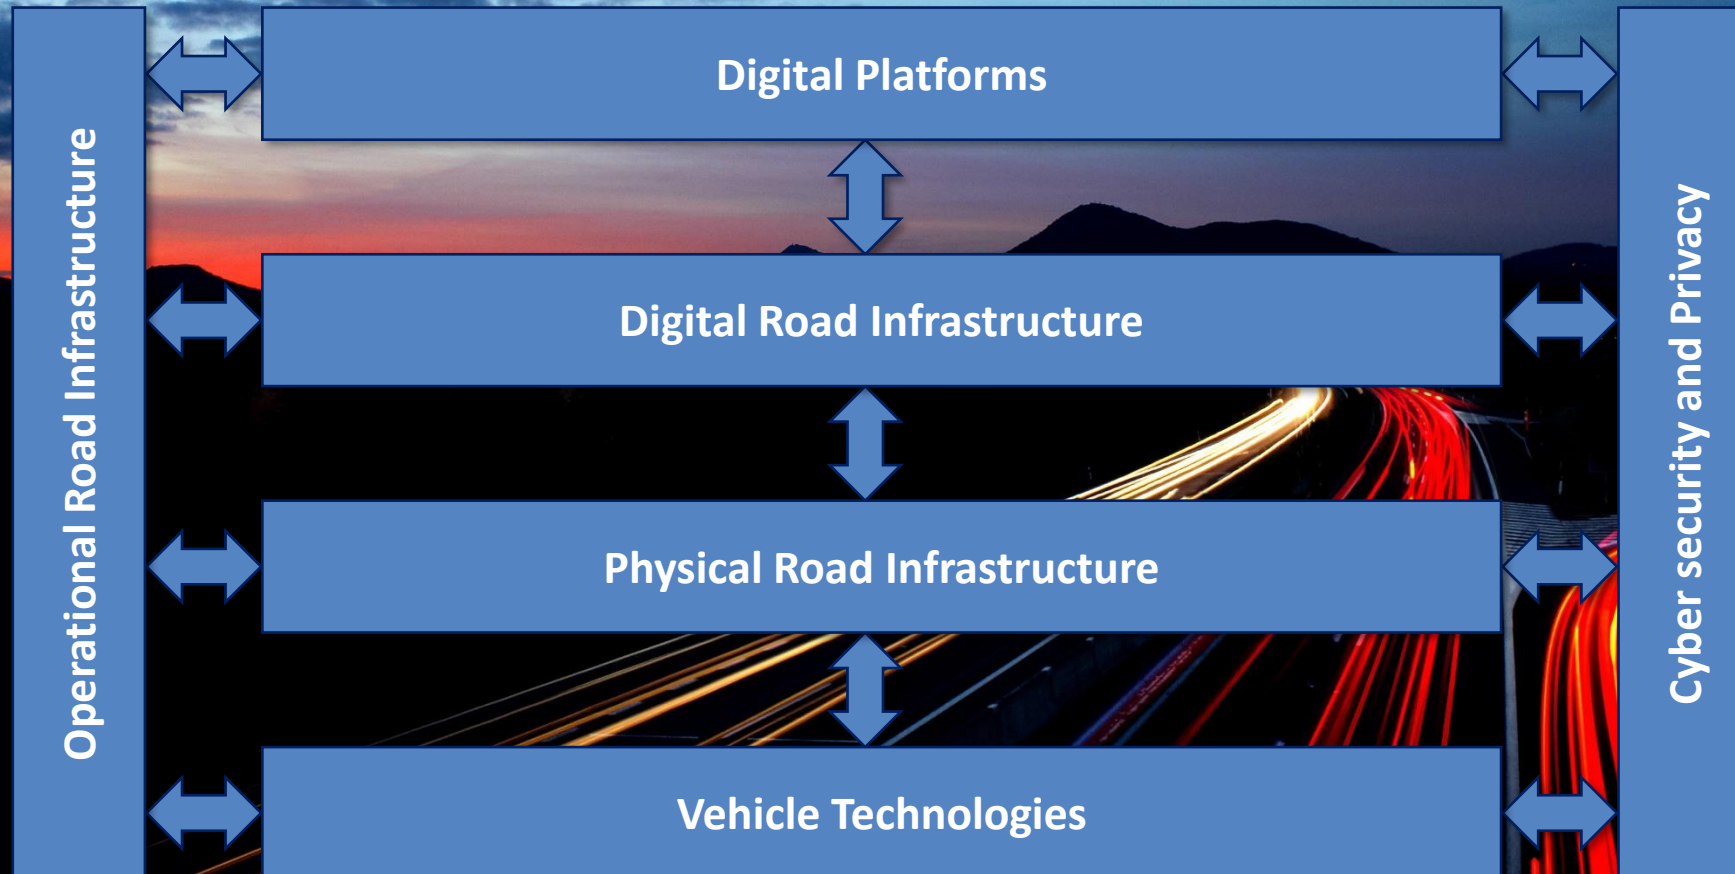 Operational Road Infrastructure
Digital Platforms
Digital Road Infrastructure
Physical Road Infrastructure
Vehicle Technologies
Cyber security and Privacy